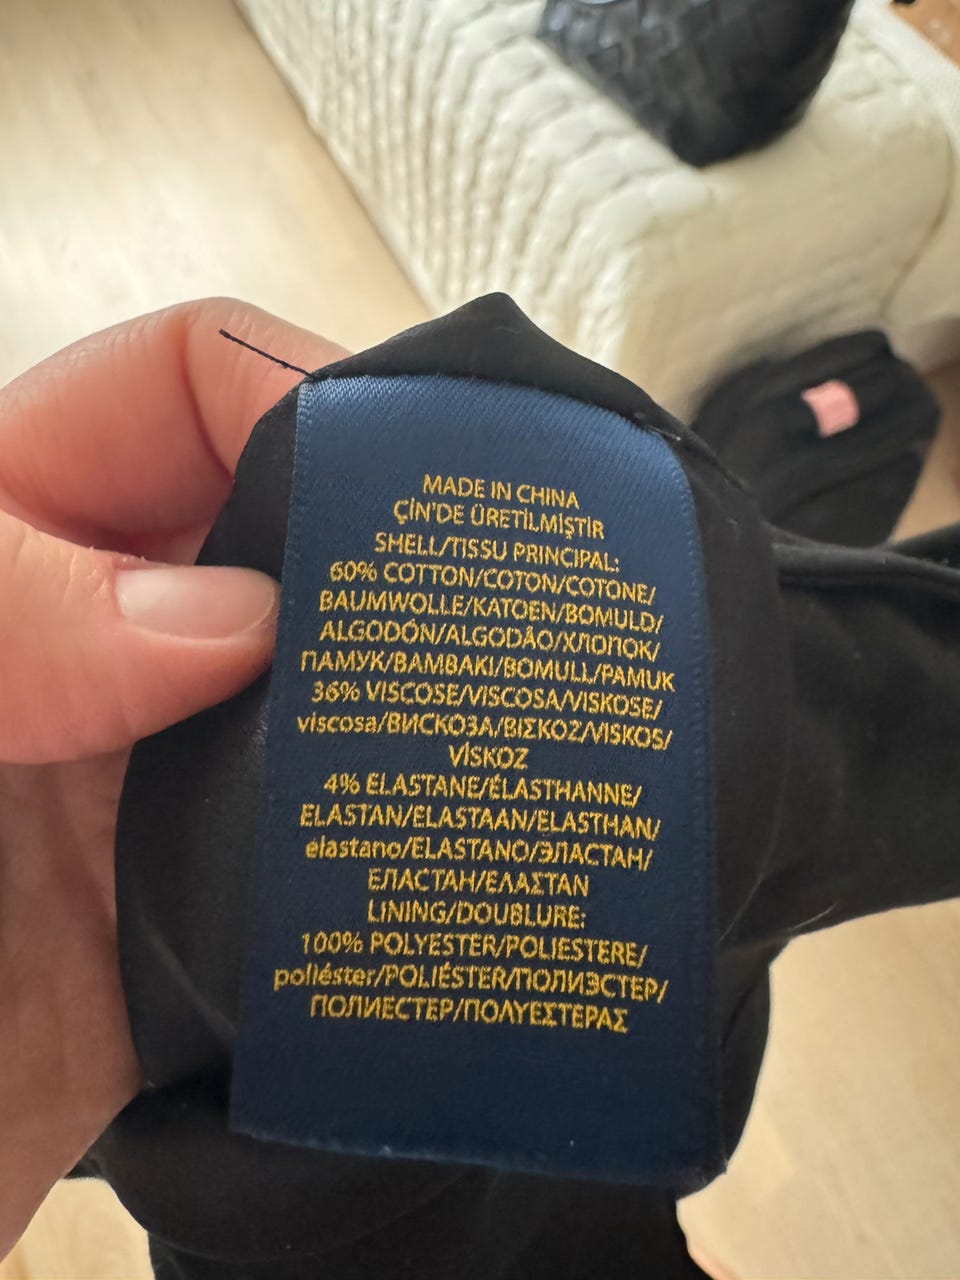 MADE IN CHINA
ÇİN'DE ÜRETİLMİŞTİR
SHELL/TISSU PRINCIPAL:
60% COTTON/COTON/COTONE/
BAUMWOLLE/KATOEN/BOMULD/
ALGODÓN/ALGODÃO/ХЛОПОК/
ПАМУК/ΒΑΜΒΑΚΙ/BOMULL/PAMUK
36% VISCOSE/VISCOSA/VISKOSE/
viscosa/ВИСКОЗА/ΒΙΣΚΟΖ/VISKOS/
VİSKOZ
4% ELASTANE/ÉLASTHANNE/
ELASTAN/ELASTAAN/ELASTHAN/
elastano/ELASTANO/ЭЛАСТАН/
ЕЛАСТАН/ΕΛΑΣΤΑΝ
LINING/DOUBLURE:
100% POLYESTER/POLIESTERE/
poliéster/POLIÉSTER/ПОЛИЭСТЕР/
ПОЛИЕСТЕР/ΠΟΛΥΕΣΤΕΡΑΣ